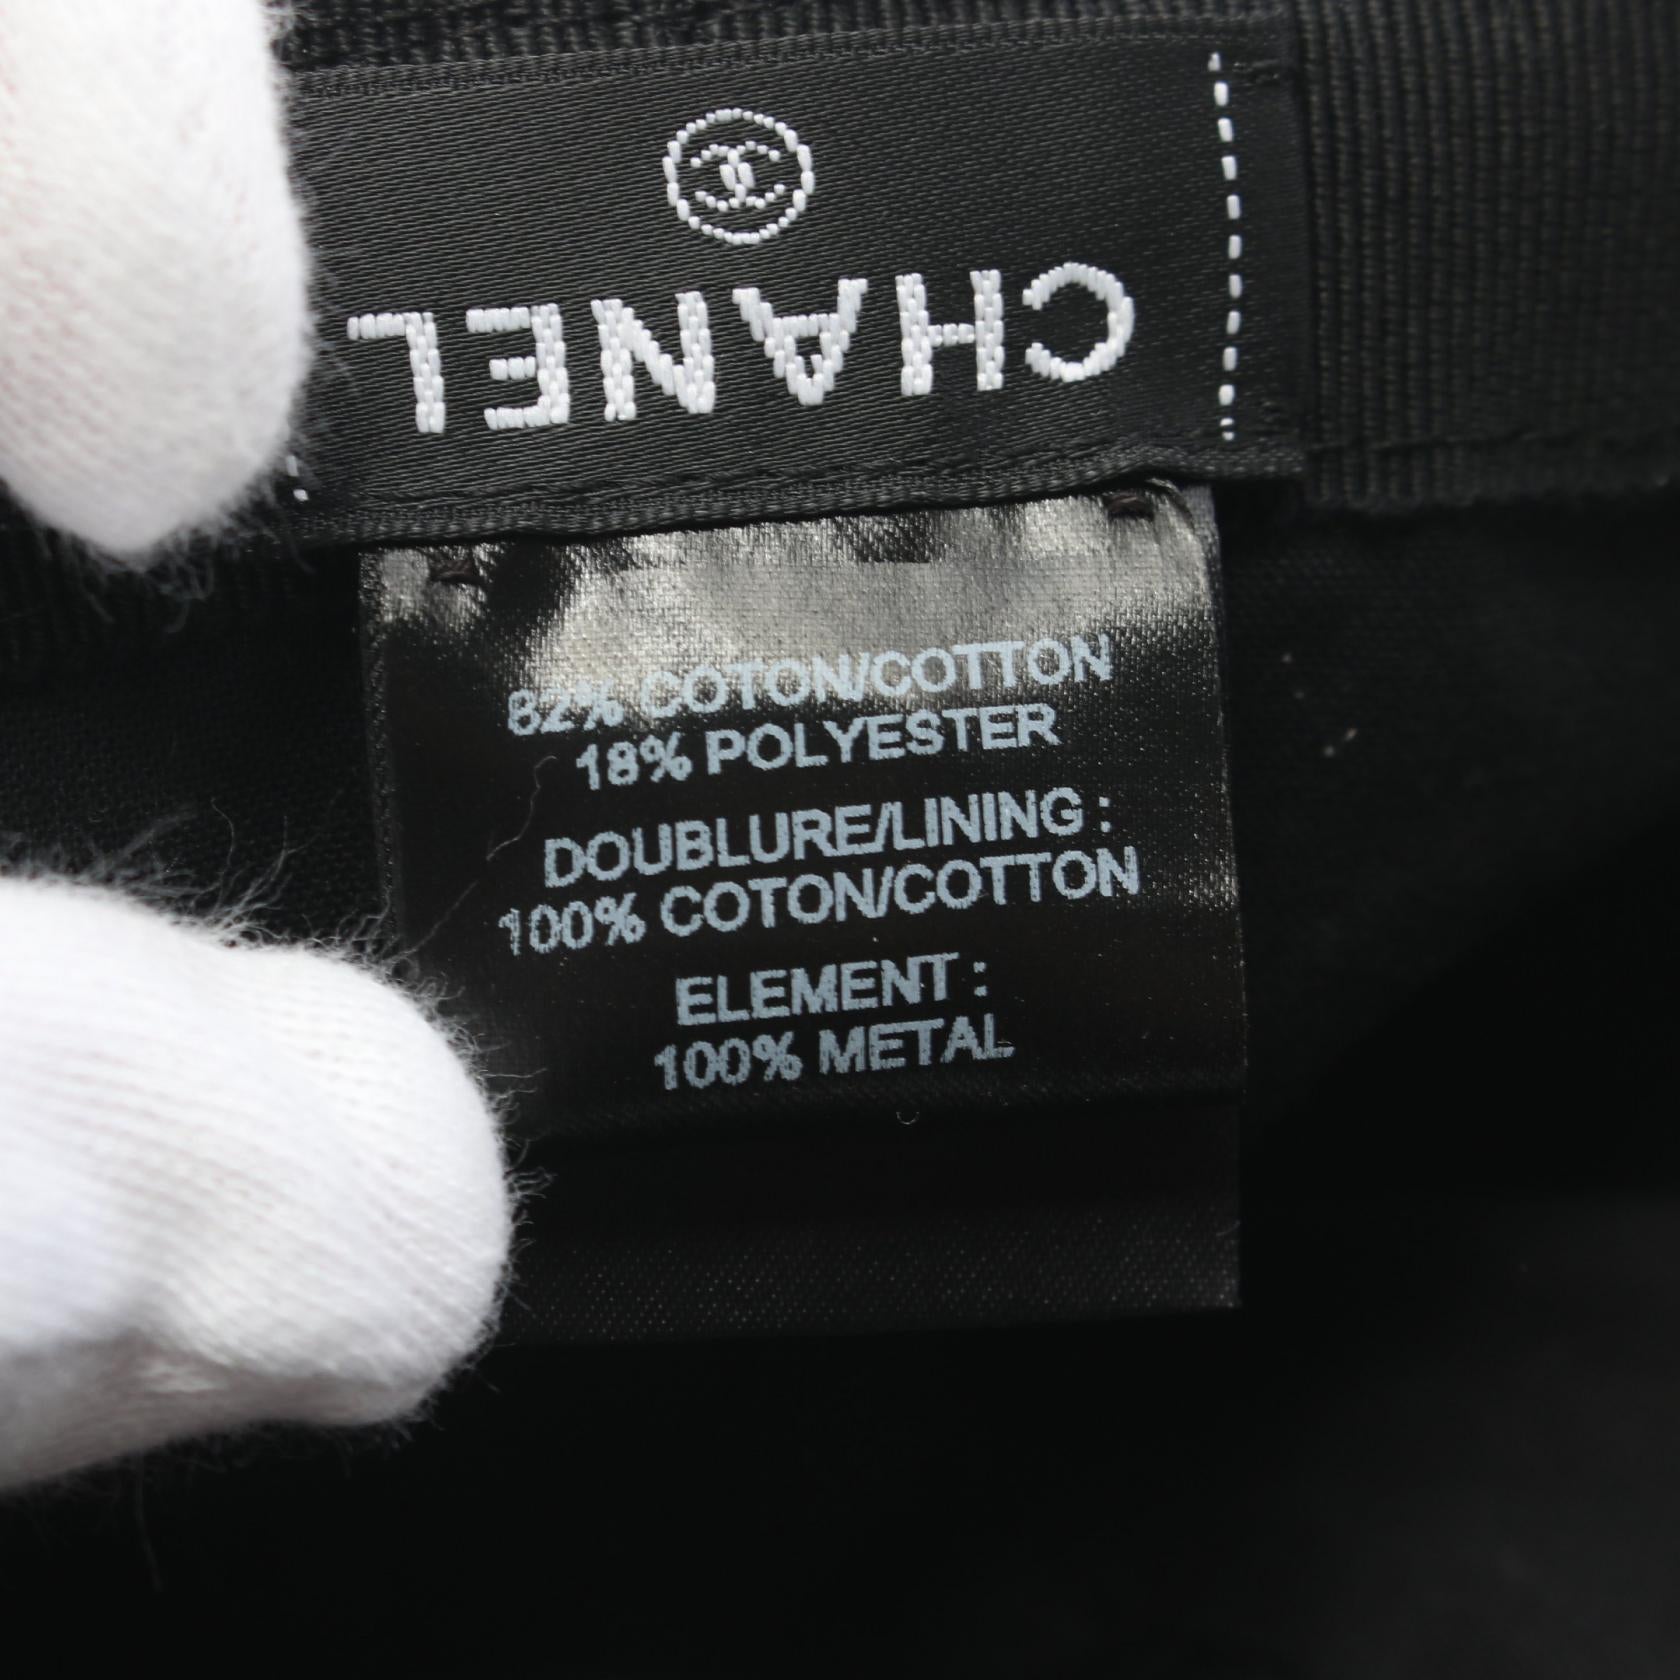 CHANEL
82% COTON/COTTON
18% POLYESTER
DOUBLURE/LINING :
100% COTON/COTTON
ELEMENT :
100% METAL